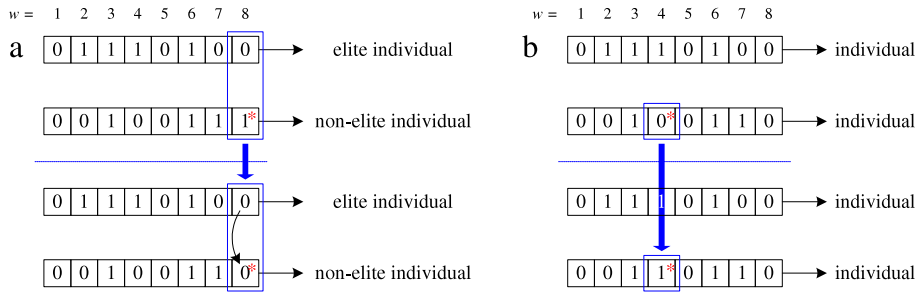 w = 1 2 3 4 5 6 7 8
a 0 1 1 1 0 1 0 0 elite individual
0 0 1 0 0 1 1 1* non-elite individual
0 1 1 1 0 1 0 0 elite individual
0 0 1 0 0 1 1 0* non-elite individual
w = 1 2 3 4 5 6 7 8
b 0 1 1 1 0 1 0 0 individual
0 0 1 0* 0 1 1 0 individual
0 1 1 1 0 1 0 0 individual
0 0 1 1* 0 1 1 0 individual